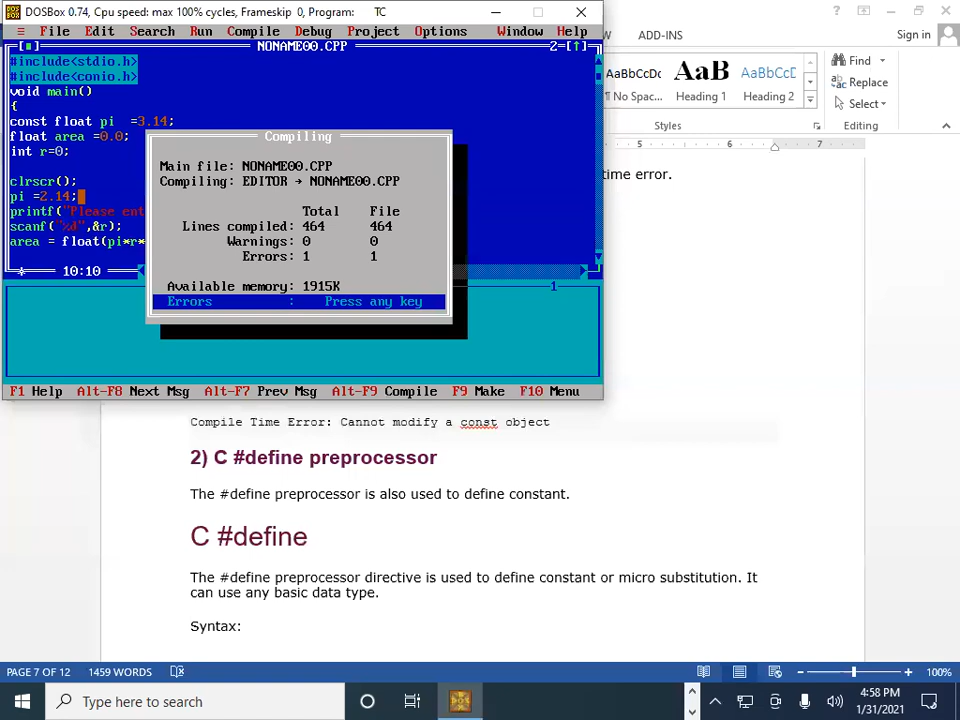 DOSBox 0.74, Cpu speed: max 100% cycles, Frameskip 0, Program: TC
File Edit Search Run Compile Debug Project Options Window Help
NONAME00.CPP 2=[↑]
#include<stdio.h>
#include<conio.h>
void main()
{
const float pi =3.14;
float area =0.0;
int r=0;
clrscr();
pi =2.14;
printf("Please ent
scanf("%d",&r);
area = float(pi*r*
10:10
Compiling
Main file: NONAME00.CPP
Compiling: EDITOR → NONAME00.CPP
Total File
Lines compiled: 464 464
Warnings: 0 0
Errors: 1 1
Available memory: 1915K
Errors : Press any key
1
F1 Help Alt-F8 Next Msg Alt-F7 Prev Msg Alt-F9 Compile F9 Make F10 Menu
W ADD-INS Sign in
AaBbCcDc AaB AaBbCcD
¶ No Spac... Heading 1 Heading 2
Styles
Find
Replace
Select
Editing
5 6 7
time error.
Compile Time Error: Cannot modify a const object
2) C #define preprocessor
The #define preprocessor is also used to define constant.
C #define
The #define preprocessor directive is used to define constant or micro substitution. It
can use any basic data type.
Syntax:
PAGE 7 OF 12 1459 WORDS 100%
Type here to search
4:58 PM
1/31/2021